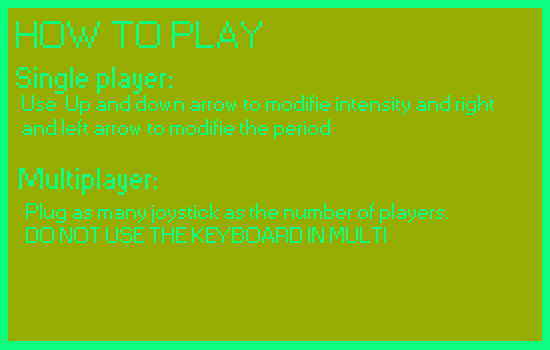 HOW TO PLAY
Single player:
Use Up and down arrow to modifie intensity and right
and left arrow to modifie the period
Multiplayer:
Plug as many joystick as the number of players.
DO NOT USE THE KEYBOARD IN MULTI